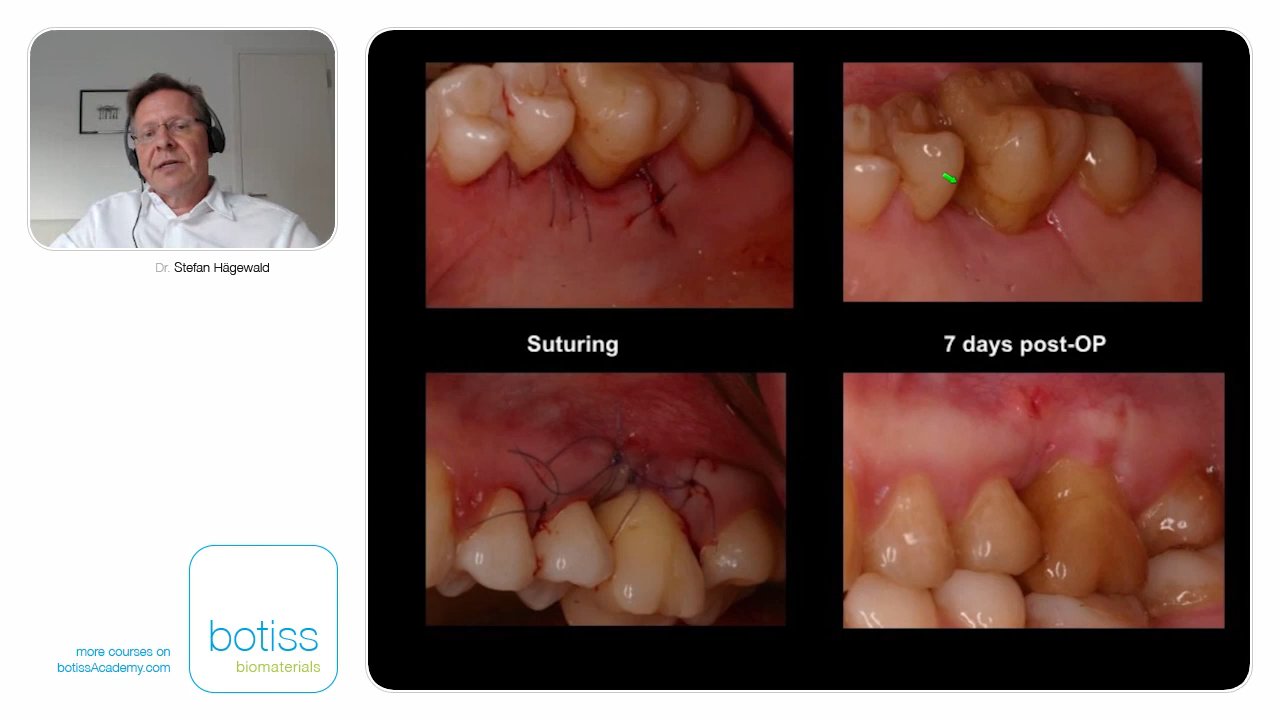 Dr. Stefan Hägewald
Suturing
7 days post-OP
more courses on
botissAcademy.com
botiss
biomaterials